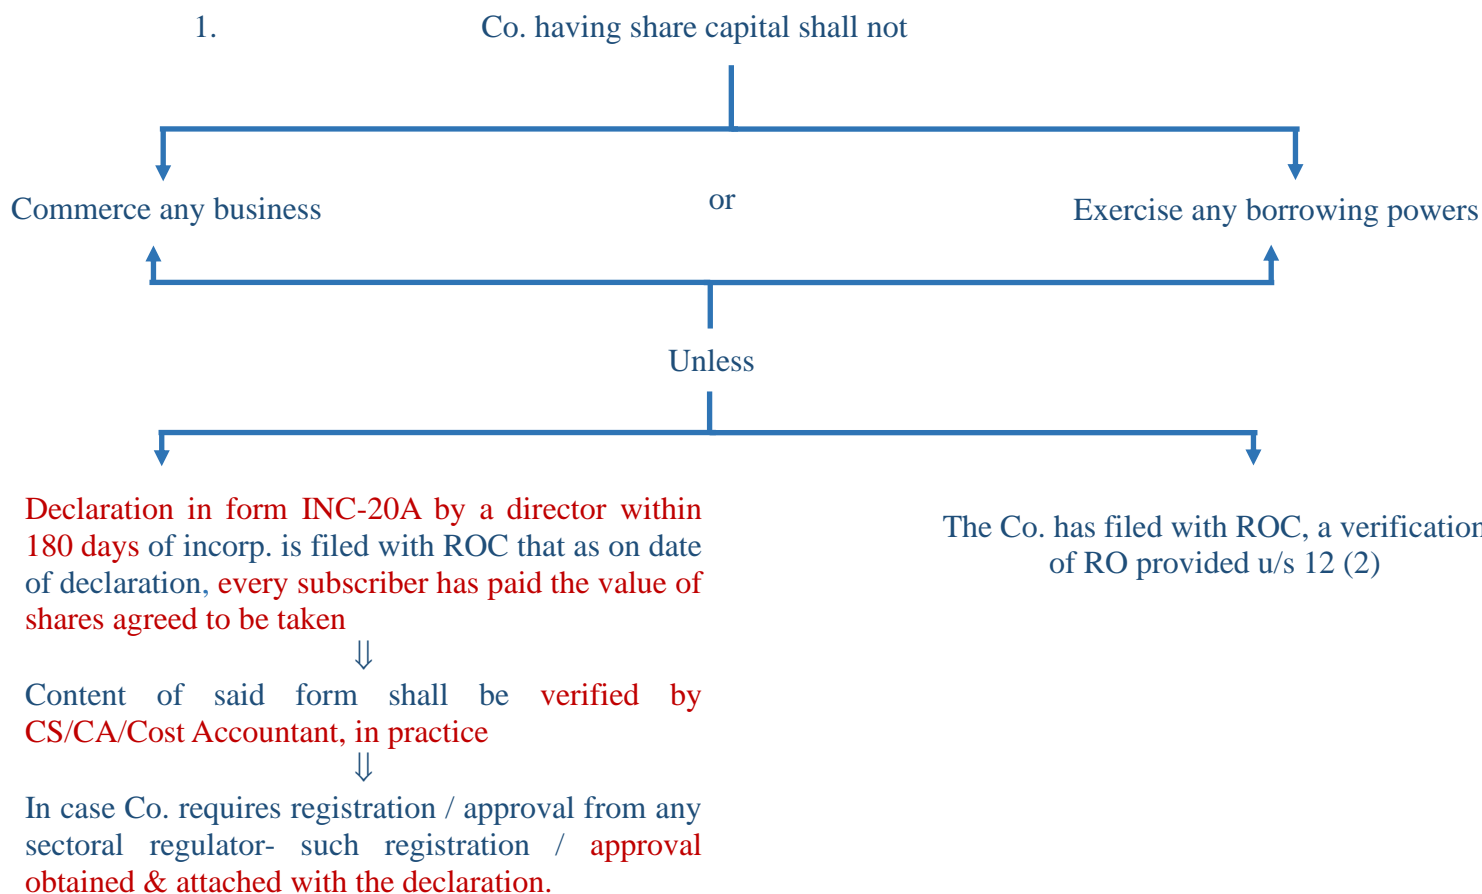 1. Co. having share capital shall not
Commerce any business or Exercise any borrowing powers
Unless
Declaration in form INC-20A by a director within
180 days of incorp. is filed with ROC that as on date
of declaration, every subscriber has paid the value of
shares agreed to be taken
⇓
Content of said form shall be verified by
CS/CA/Cost Accountant, in practice
⇓
In case Co. requires registration / approval from any
sectoral regulator- such registration / approval
obtained & attached with the declaration.
The Co. has filed with ROC, a verification
of RO provided u/s 12 (2)